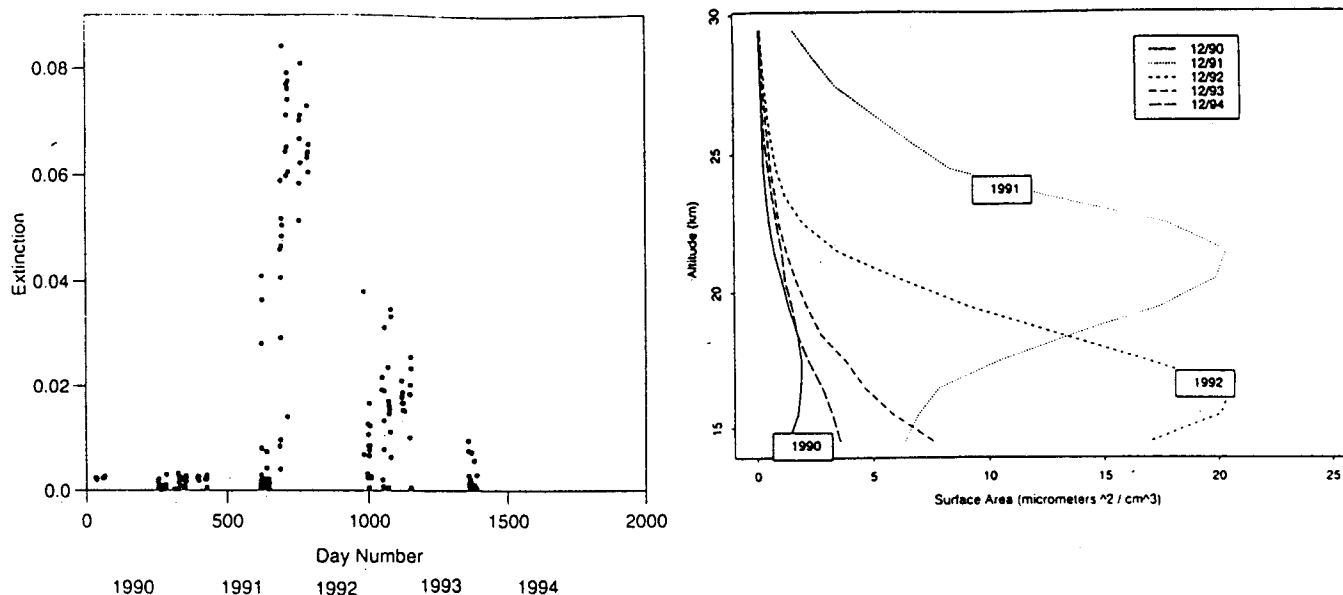 0.08
0.06
0.04
0.02
0.0
Extinction
0 500 1000 1500 2000
Day Number
1990 1991 1992 1993 1994
30
25
20
15
Altitude (km)
12/90
12/91
12/92
12/93
12/94
1991
1992
1990
0 5 10 15 20 25
Surface Area (micrometers ^2 / cm^3)